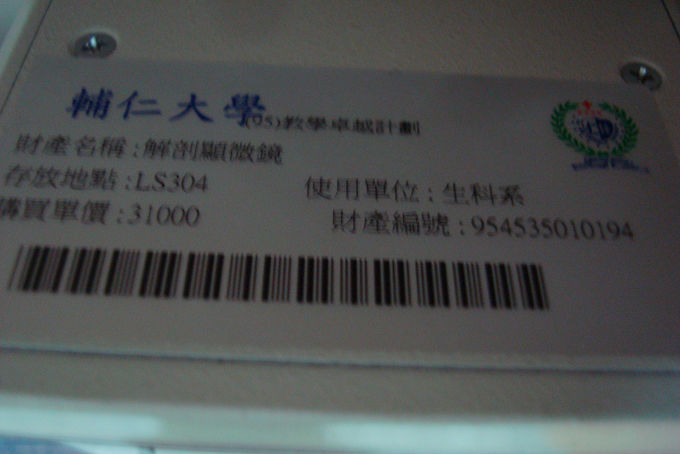 輔仁大學(95)教學卓越計劃
財產名稱:解剖顯微鏡
存放地點:LS304 使用單位:生科系
購買單價:31000 財產編號:954535010194